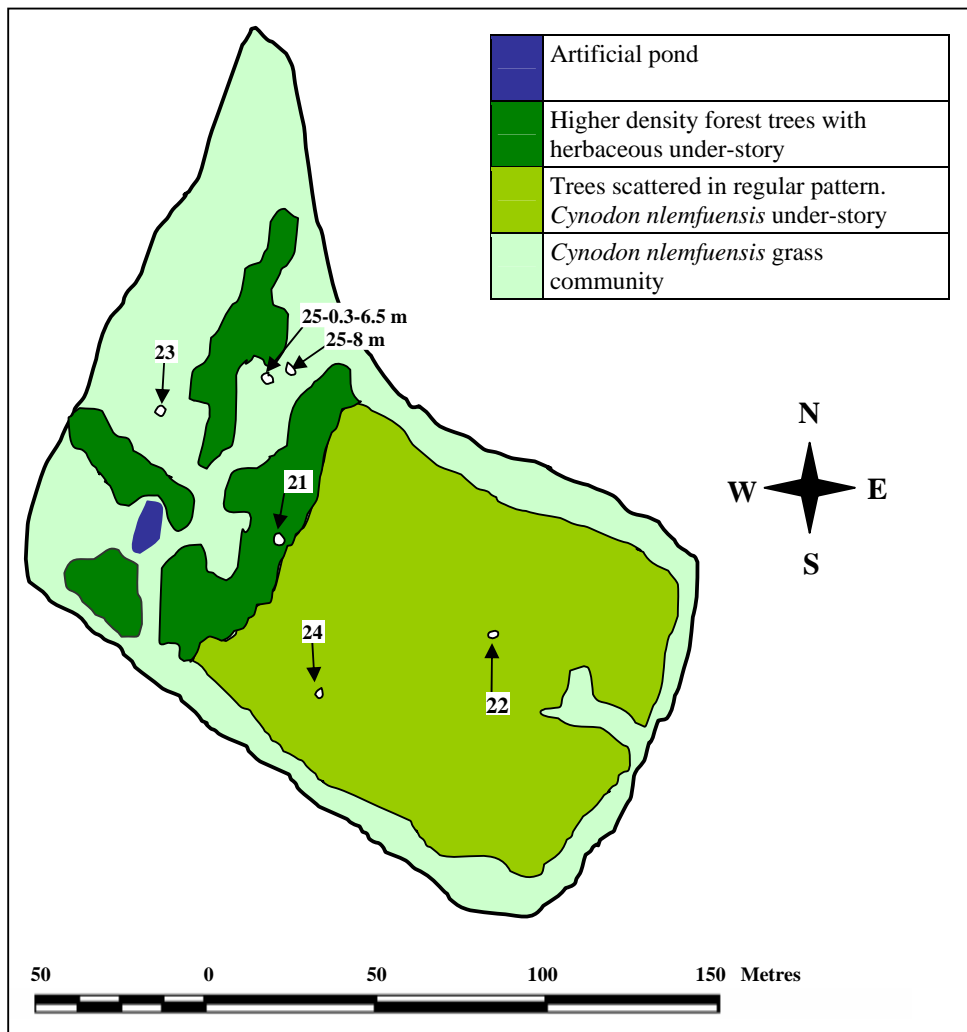 Artificial pond
Higher density forest trees with
herbaceous under-story
Trees scattered in regular pattern.
Cynodon nlemfuensis under-story
Cynodon nlemfuensis grass
community
25-0.3-6.5 m
25-8 m
23
21
24
22
N
W E
S
50 0 50 100 150 Metres